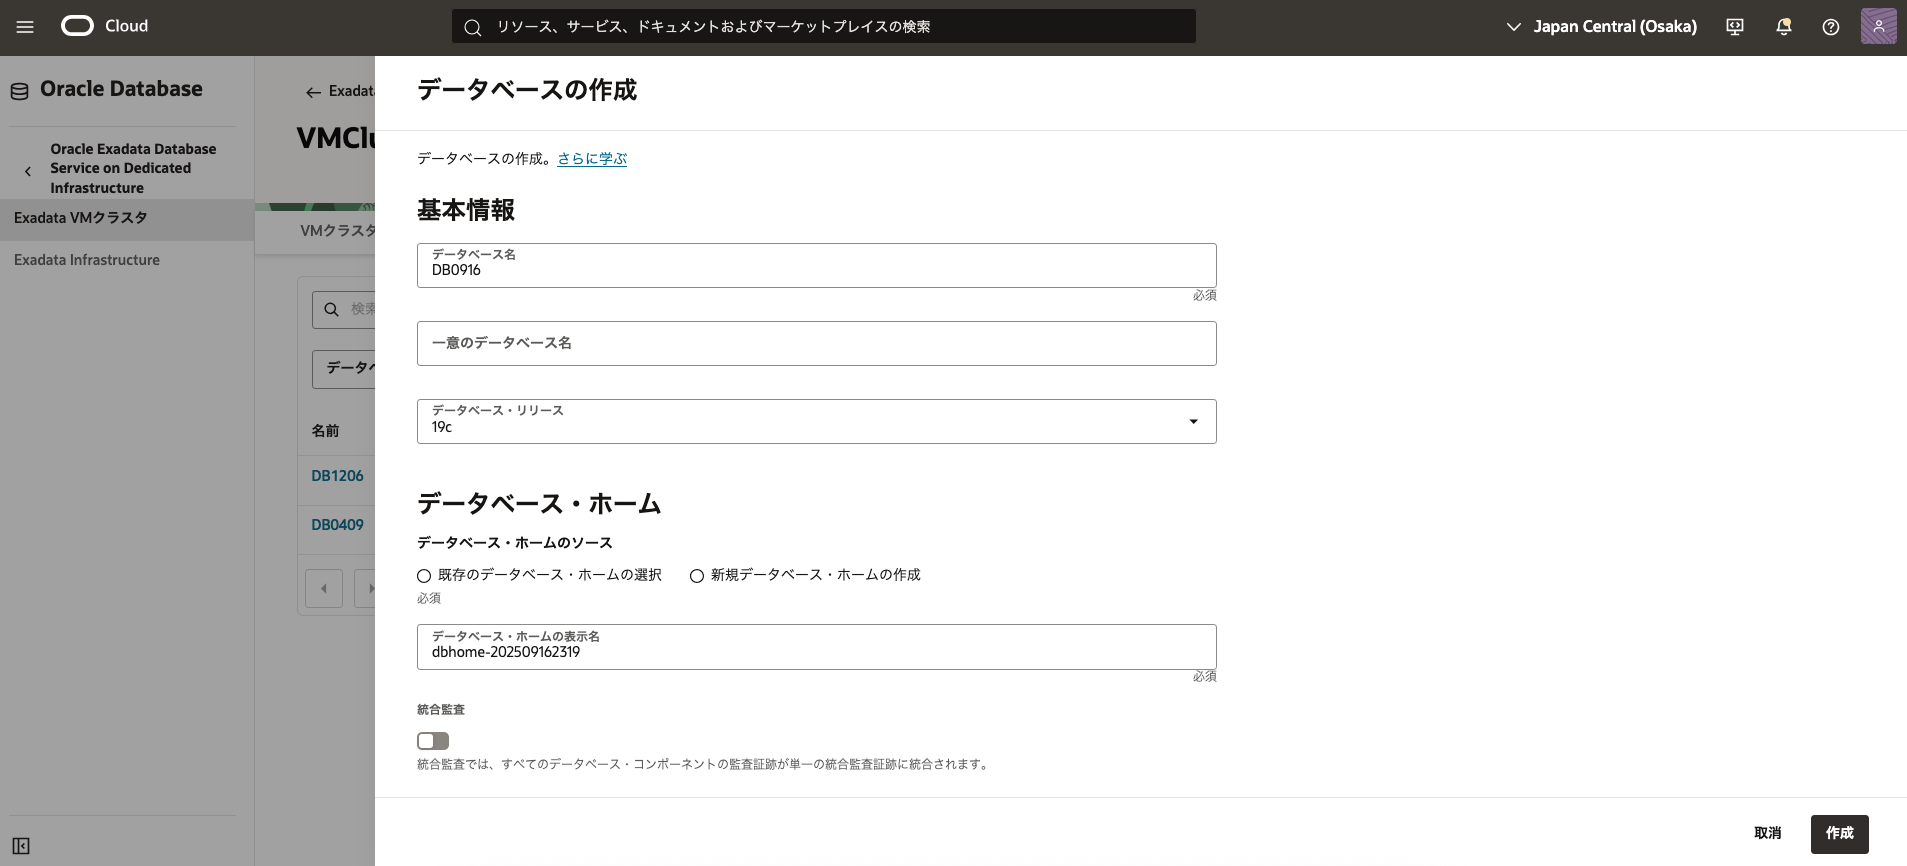 Cloud
リソース、サービス、ドキュメントおよびマーケットプレイスの検索
Japan Central (Osaka)
Oracle Database
Oracle Exadata Database
Service on Dedicated
Infrastructure
Exadata VMクラスタ
Exadata Infrastructure
Exadata
VMClu
VMクラスタ
検索
データベ
名前
DB1206
DB0409
データベースの作成
データベースの作成。さらに学ぶ
基本情報
データベース名
DB0916
必須
一意のデータベース名
データベース・リリース
19c
データベース・ホーム
データベース・ホームのソース
既存のデータベース・ホームの選択
新規データベース・ホームの作成
必須
データベース・ホームの表示名
dbhome-202509162319
必須
統合監査
統合監査では、すべてのデータベース・コンポーネントの監査証跡が単一の統合監査証跡に統合されます。
取消
作成